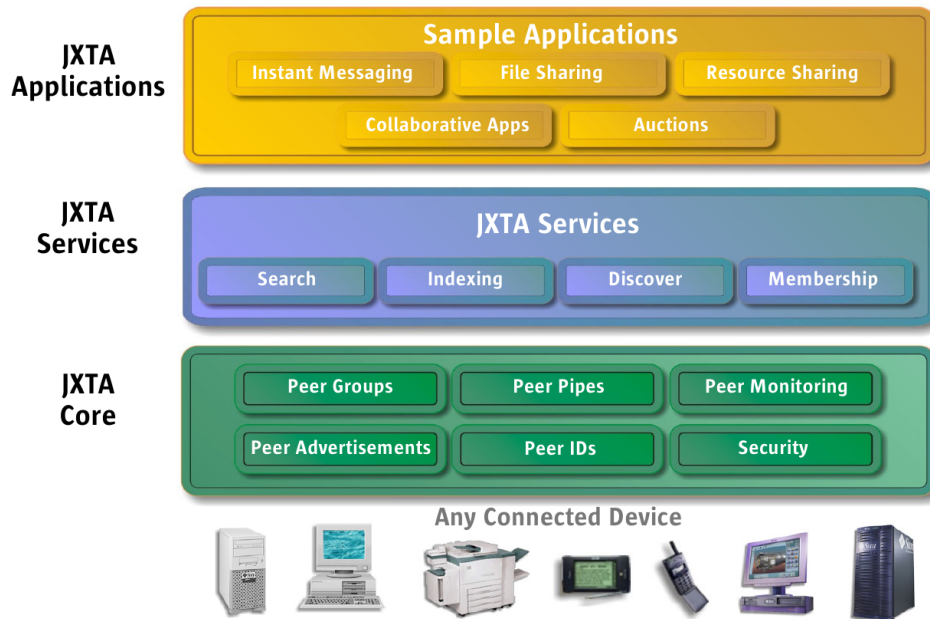 JXTA
Applications
Sample Applications
Instant Messaging
File Sharing
Resource Sharing
Collaborative Apps
Auctions
JXTA
Services
JXTA Services
Search
Indexing
Discover
Membership
JXTA
Core
Peer Groups
Peer Pipes
Peer Monitoring
Peer Advertisements
Peer IDs
Security
Any Connected Device